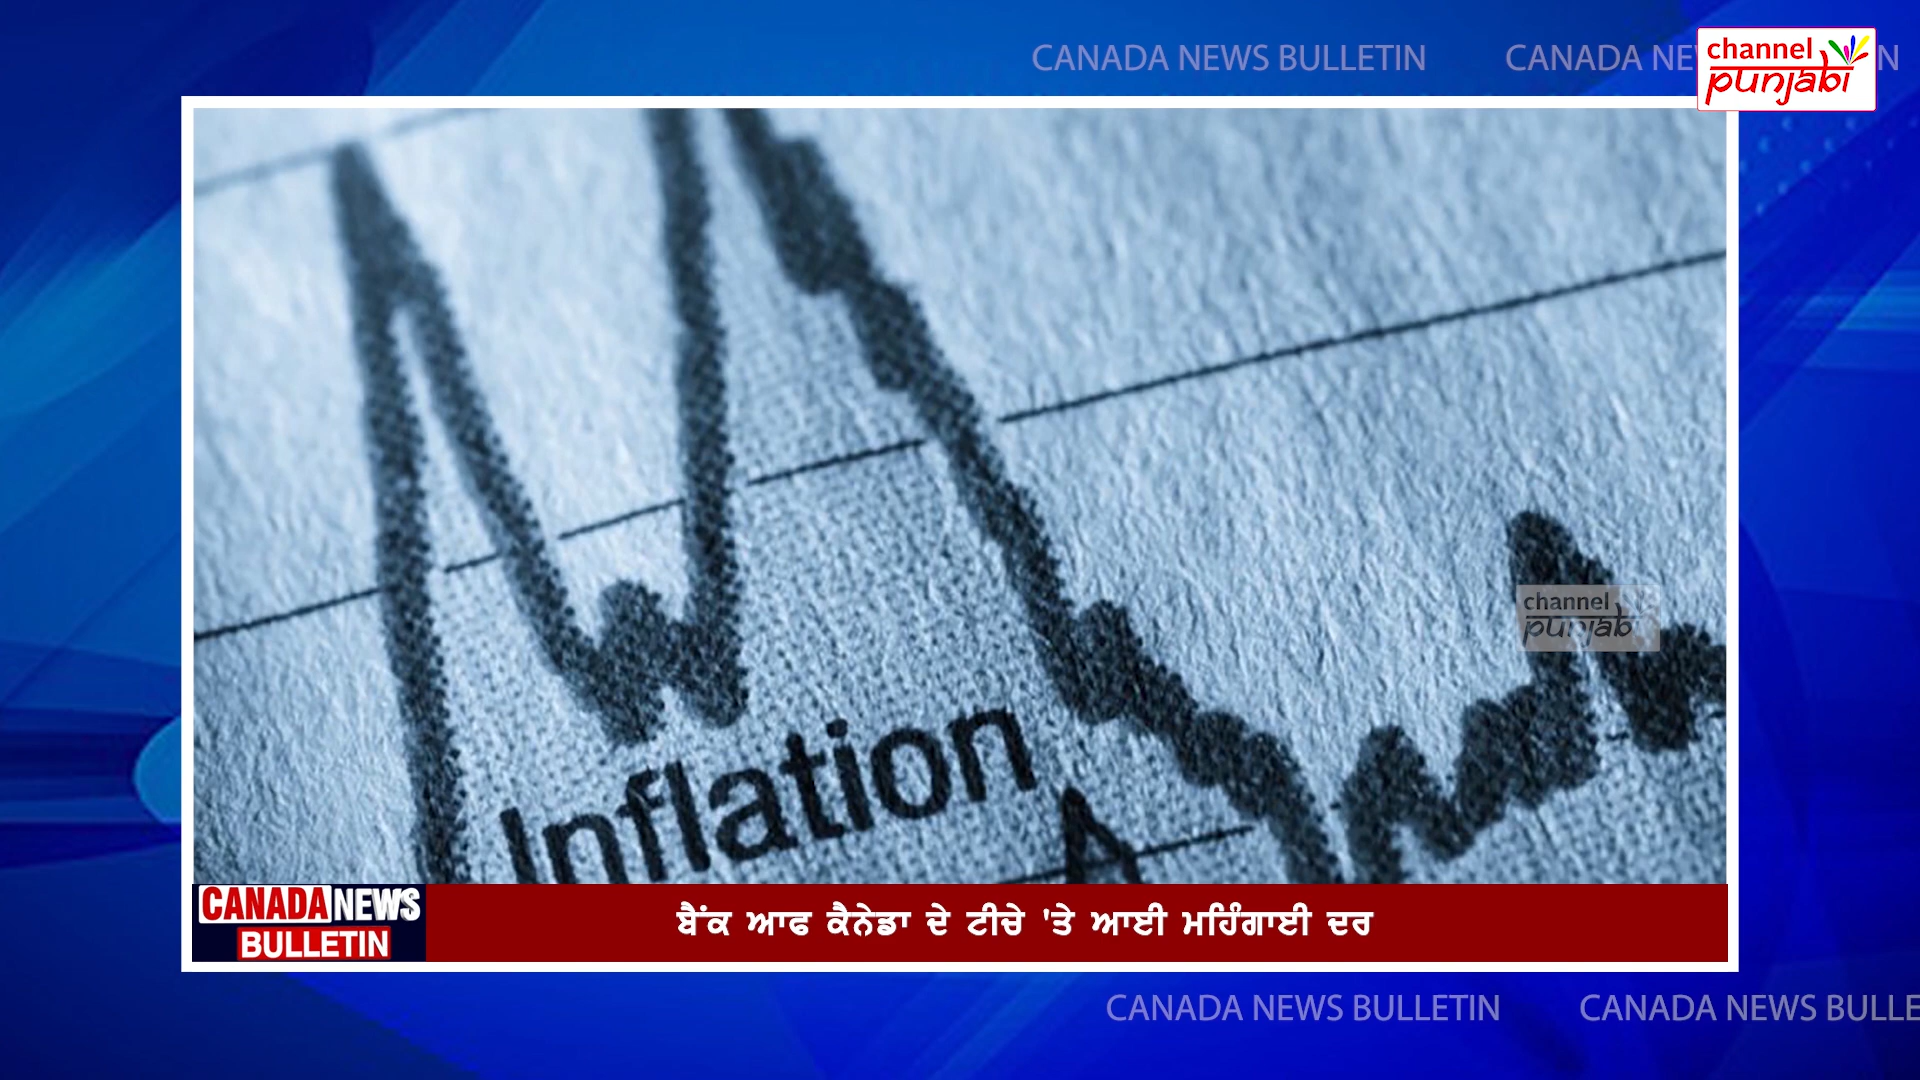 CANADA NEWS BULLETIN CANADA NE N
channel
punjabi
channel
punjabi
Inflation
CANADA NEWS
BULLETIN
ਬੈਂਕ ਆਫ ਕੈਨੇਡਾ ਦੇ ਟੀਚੇ 'ਤੇ ਆਈ ਮਹਿੰਗਾਈ ਦਰ
CANADA NEWS BULLETIN CANADA NEWS BULLE